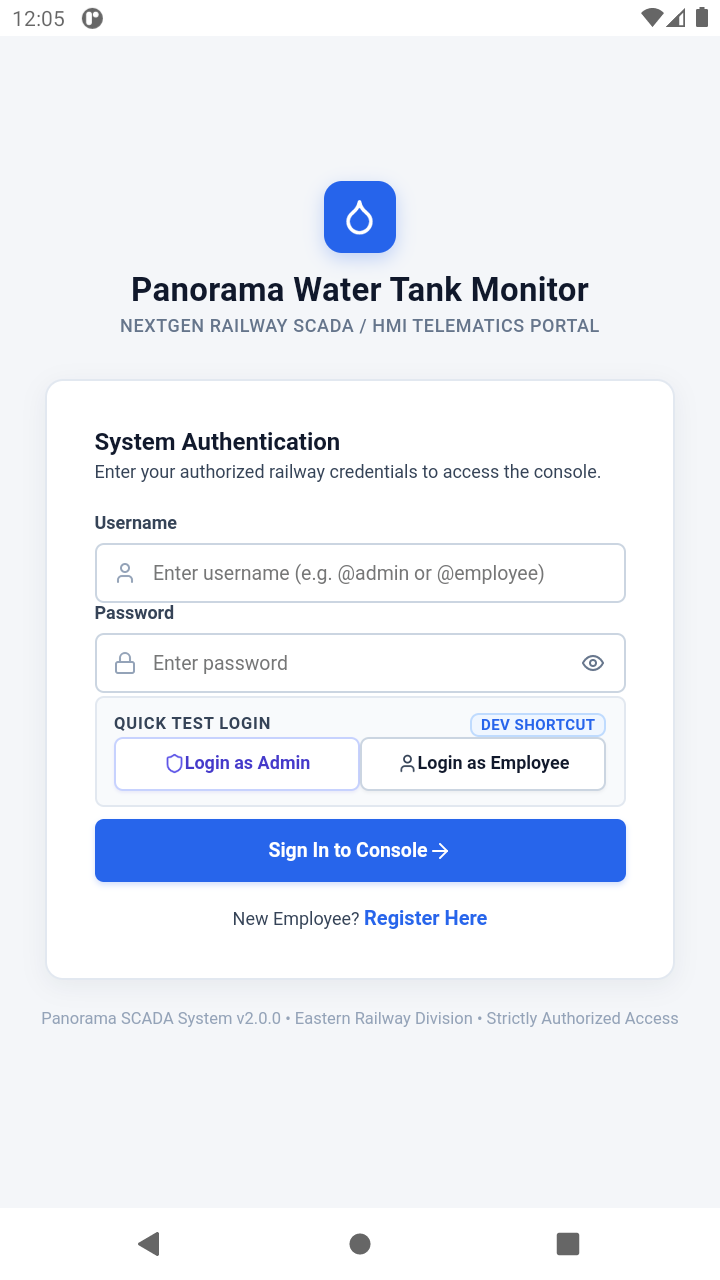 12:05
Panorama Water Tank Monitor
NEXTGEN RAILWAY SCADA / HMI TELEMATICS PORTAL
System Authentication
Enter your authorized railway credentials to access the console.
Username
Enter username (e.g. @admin or @employee)
Password
Enter password
QUICK TEST LOGIN DEV SHORTCUT
Login as Admin Login as Employee
Sign In to Console→
New Employee? Register Here
Panorama SCADA System v2.0.0 • Eastern Railway Division • Strictly Authorized Access